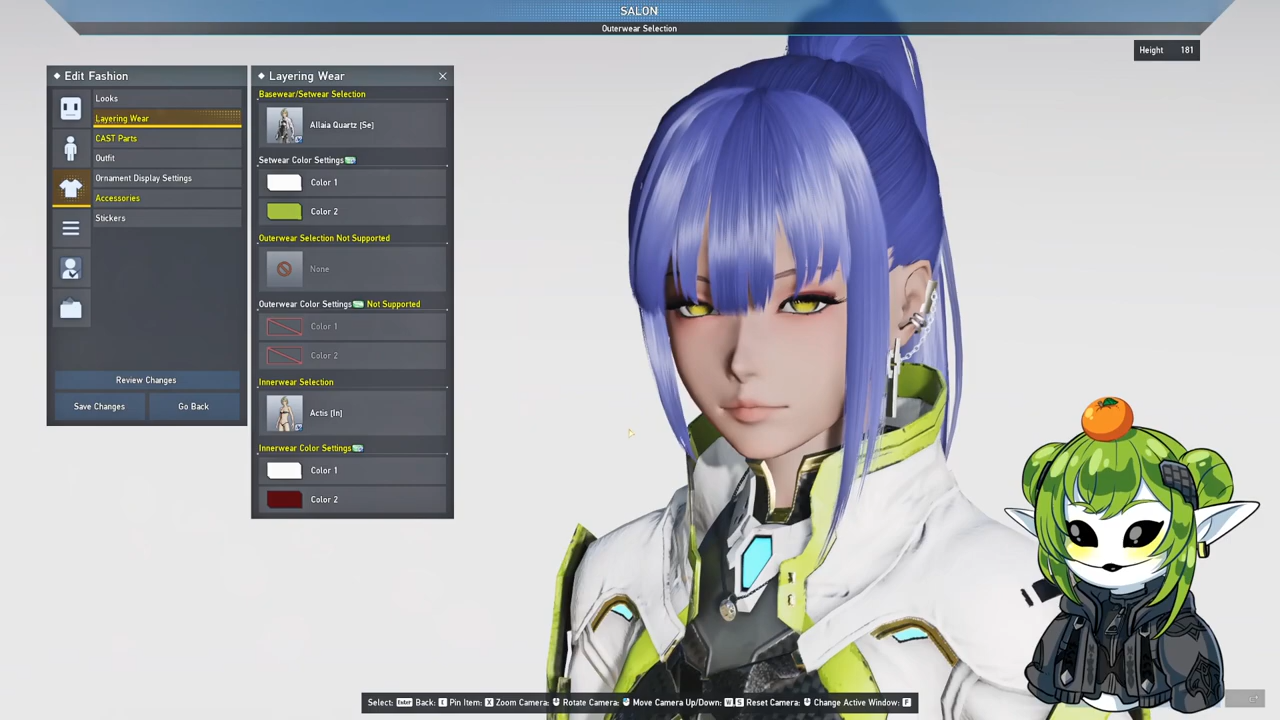 SALON
Outerwear Selection
Height 181
Edit Fashion
Looks
Layering Wear
CAST Parts
Outfit
Ornament Display Settings
Accessories
Stickers
Review Changes
Save Changes
Go Back
Layering Wear
Basewear/Setwear Selection
Allaia Quartz [Se]
Setwear Color Settings
Color 1
Color 2
Outerwear Selection Not Supported
None
Outerwear Color Settings Not Supported
Color 1
Color 2
Innerwear Selection
Actis [In]
Innerwear Color Settings
Color 1
Color 2
Select: Enter Back: C Pin Item: X Zoom Camera: Rotate Camera: Move Camera Up/Down: W S Reset Camera: Change Active Window: F